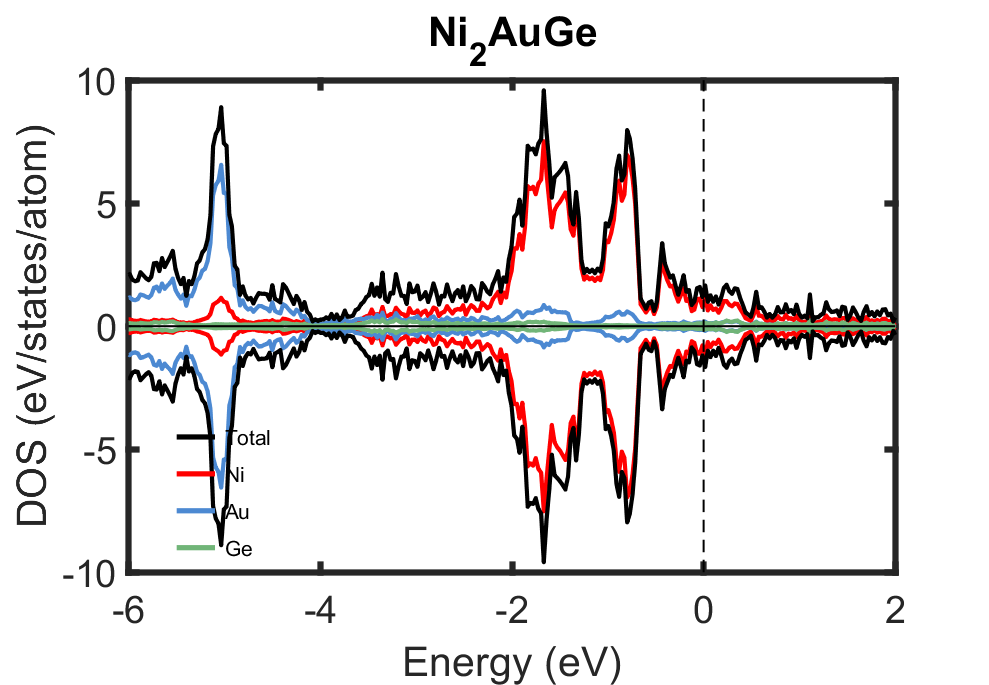 Ni₂AuGe
10
5
0
-5
-10
DOS (eV/states/atom)
Total
Ni
Au
Ge
-6 -4 -2 0 2
Energy (eV)